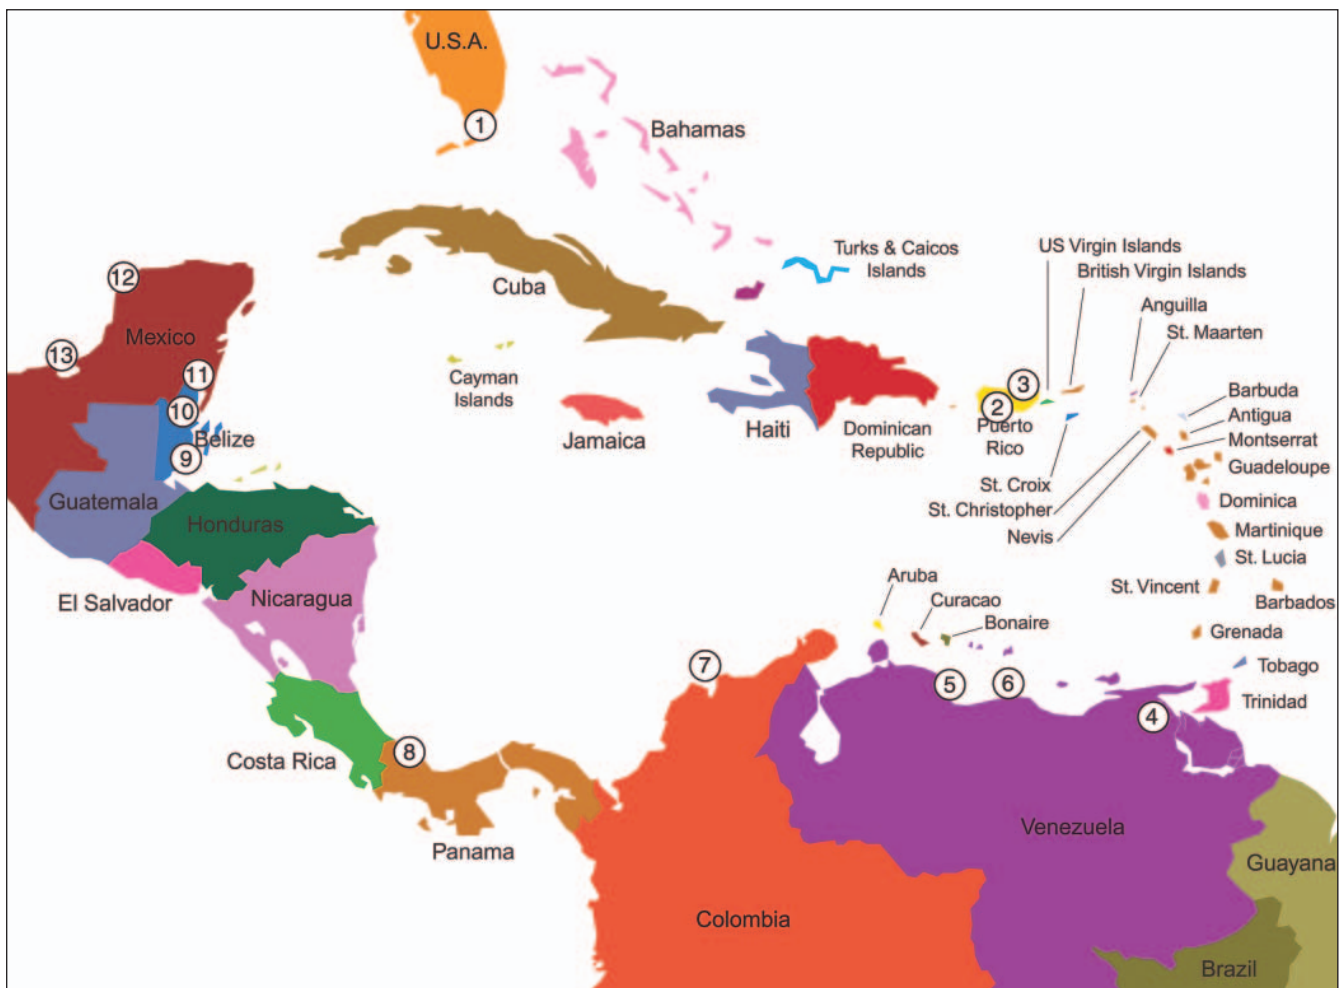 U.S.A.
1
Bahamas
US Virgin Islands
Turks & Caicos
Islands
British Virgin Islands
12
Cuba
Anguilla
Mexico
St. Maarten
13
11
Cayman
Islands
3
Barbuda
10
2
Antigua
Belize
Jamaica
Haiti
Dominican
Republic
Puerto
Rico
Montserrat
9
Guadeloupe
St. Croix
Guatemala
Dominica
St. Christopher
Honduras
Martinique
Nevis
St. Lucia
Aruba
St. Vincent
El Salvador
Nicaragua
Curacao
Barbados
Bonaire
Grenada
7
Tobago
5
6
Trinidad
4
8
Costa Rica
Venezuela
Panama
Guayana
Colombia
Brazil